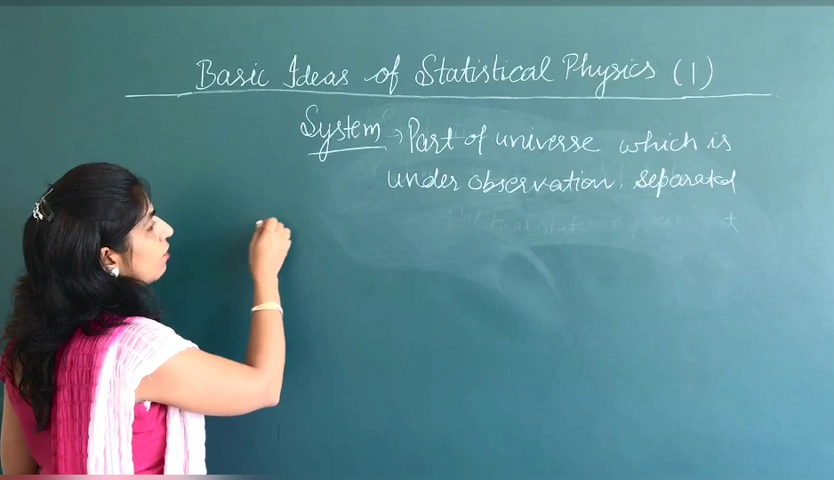 Basic Ideas of Statistical Physics (1)
System → Part of universe which is
under observation. separated